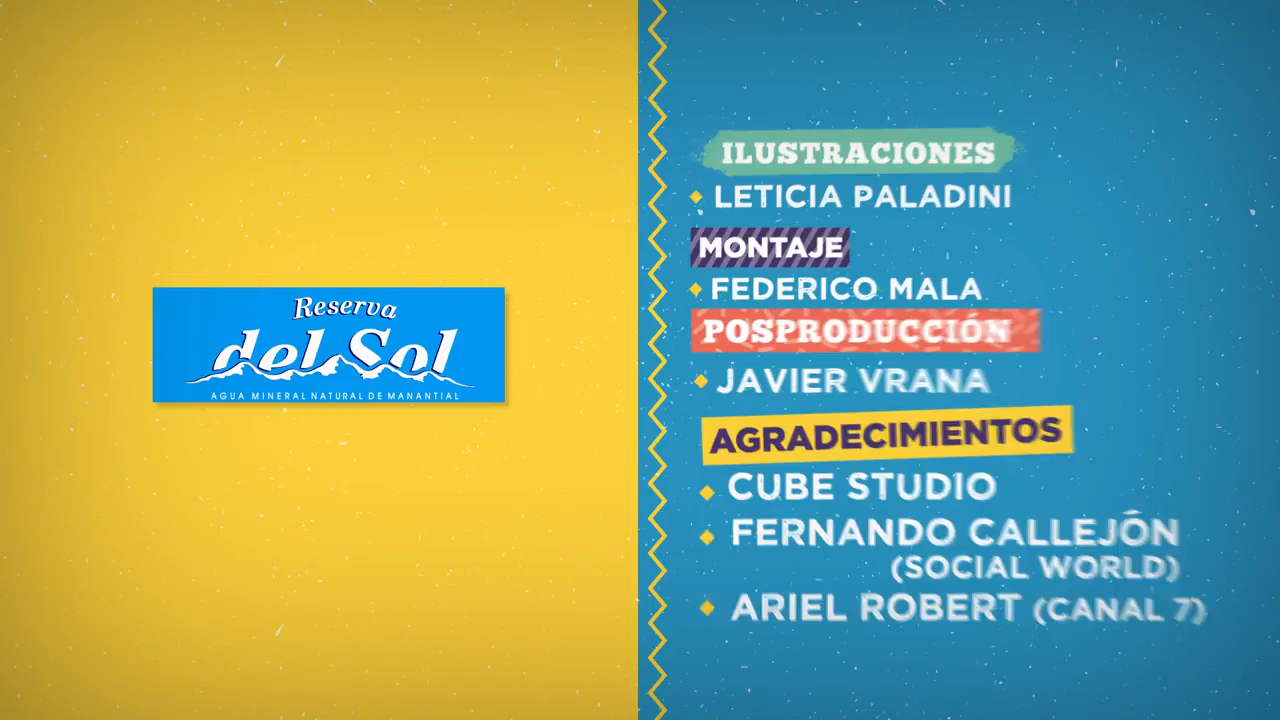 Reserva
del Sol
AGUA MINERAL NATURAL DE MANANTIAL
ILUSTRACIONES
LETICIA PALADINI
MONTAJE
FEDERICO MALA
POSPRODUCCIÓN
JAVIER VRANA
AGRADECIMIENTOS
CUBE STUDIO
FERNANDO CALLEJÓN
(SOCIAL WORLD)
ARIEL ROBERT (CANAL 7)